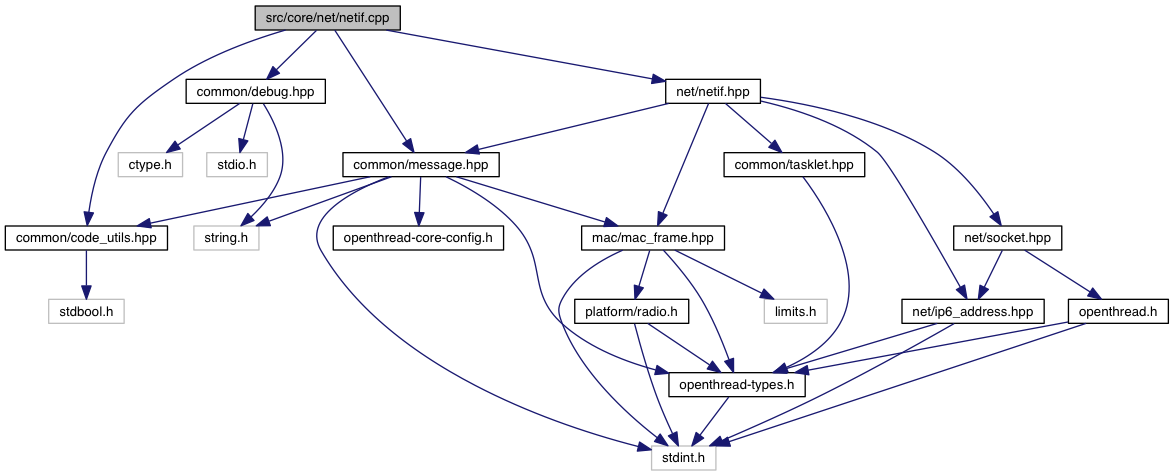 src/core/net/netif.cpp
common/debug.hpp
net/netif.hpp
ctype.h
stdio.h
common/message.hpp
common/tasklet.hpp
common/code_utils.hpp
string.h
openthread-core-config.h
mac/mac_frame.hpp
net/socket.hpp
stdbool.h
platform/radio.h
limits.h
net/ip6_address.hpp
openthread.h
openthread-types.h
stdint.h